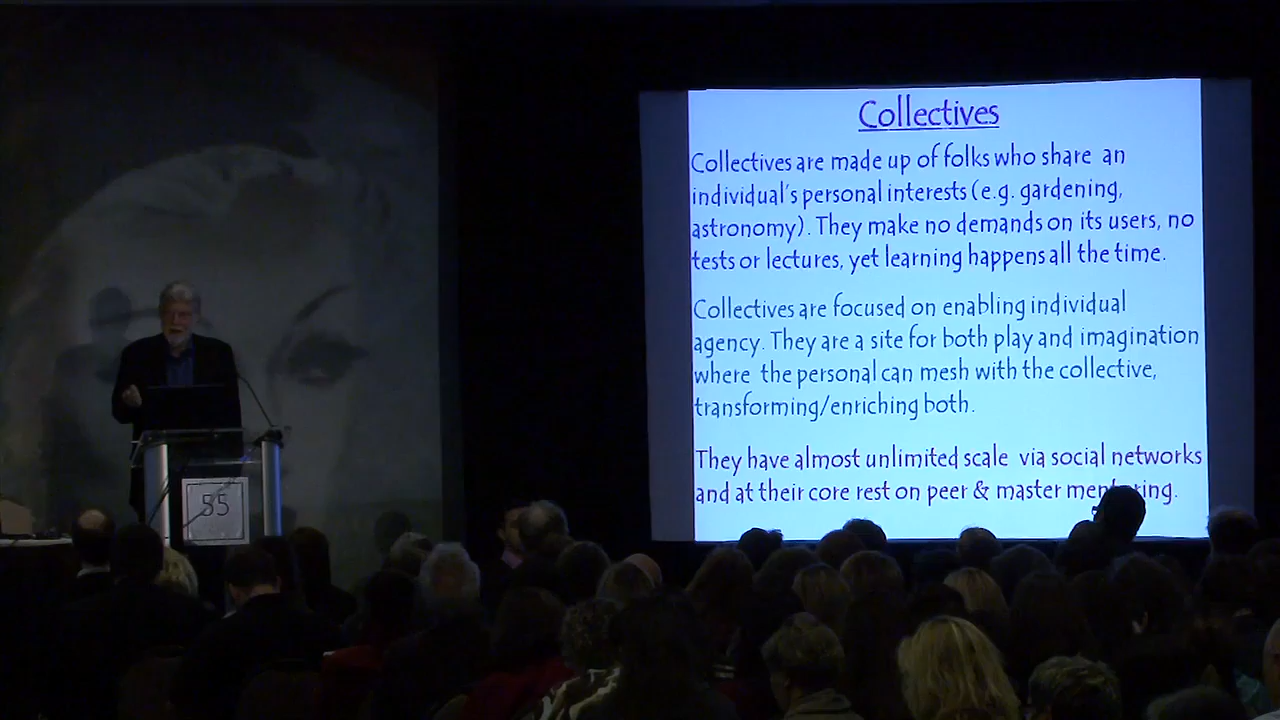 Collectives
Collectives are made up of folks who share an
individual's personal interests (e.g. gardening,
astronomy). They make no demands on its users, no
tests or lectures, yet learning happens all the time.
Collectives are focused on enabling individual
agency. They are a site for both play and imagination
where the personal can mesh with the collective,
transforming/enriching both.
They have almost unlimited scale via social networks
and at their core rest on peer & master mentoring.
55